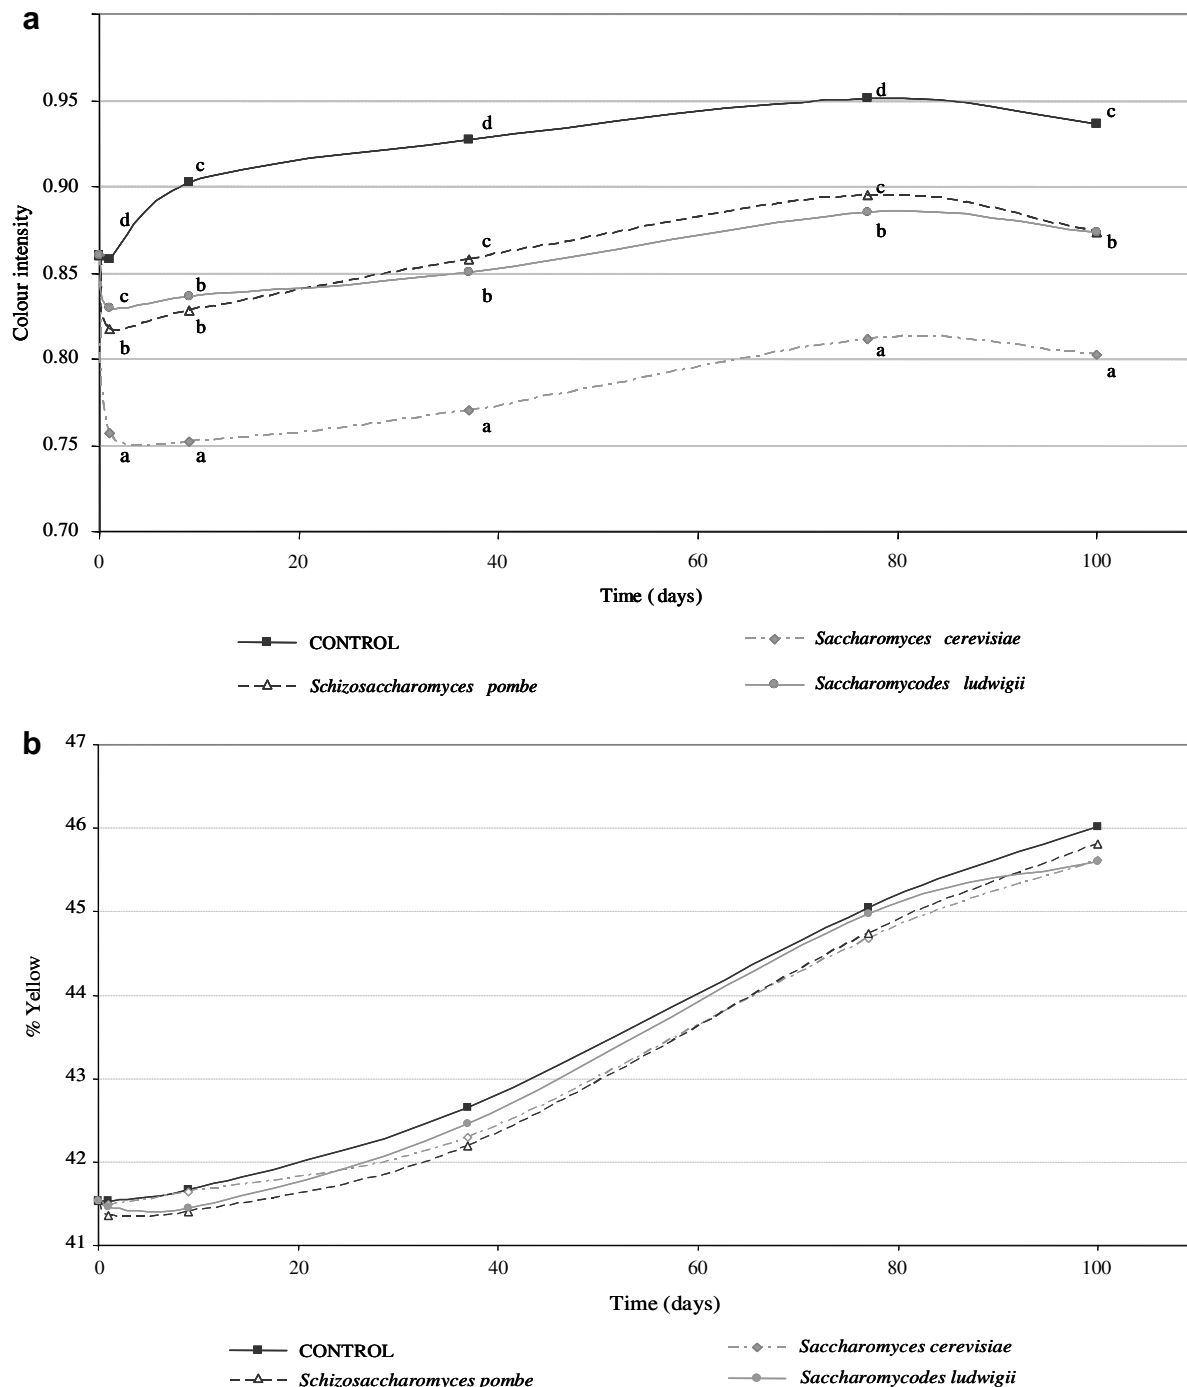 a
0.95
0.90
0.85
0.80
0.75
0.70
Colour intensity
d
c
d
d
c
c
b
c
c
b
b
b
b
b
a
a
a
a
a
0
20
40
60
80
100
Time (days)
CONTROL
Saccharomyces cerevisiae
Schizosaccharomyces pombe
Saccharomycodes ludwigii
b
47
46
45
44
43
42
41
% Yellow
0
20
40
60
80
100
Time (days)
CONTROL
Saccharomyces cerevisiae
Schizosaccharomyces pombe
Saccharomycodes ludwigii